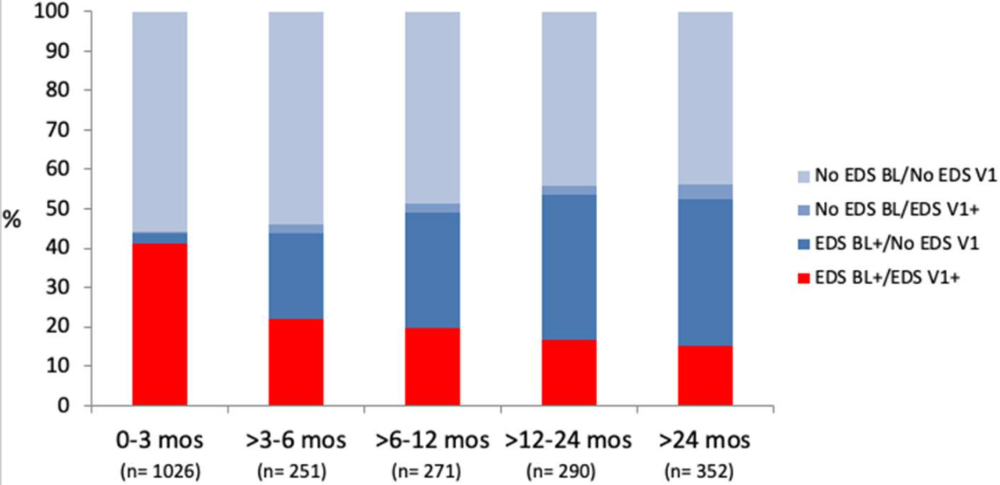 100
90
80
70
60
50
40
30
20
10
0
%
0-3 mos >3-6 mos >6-12 mos >12-24 mos >24 mos
(n= 1026) (n= 251) (n= 271) (n= 290) (n= 352)
No EDS BL/No EDS V1
No EDS BL/EDS V1+
EDS BL+/No EDS V1
EDS BL+/EDS V1+